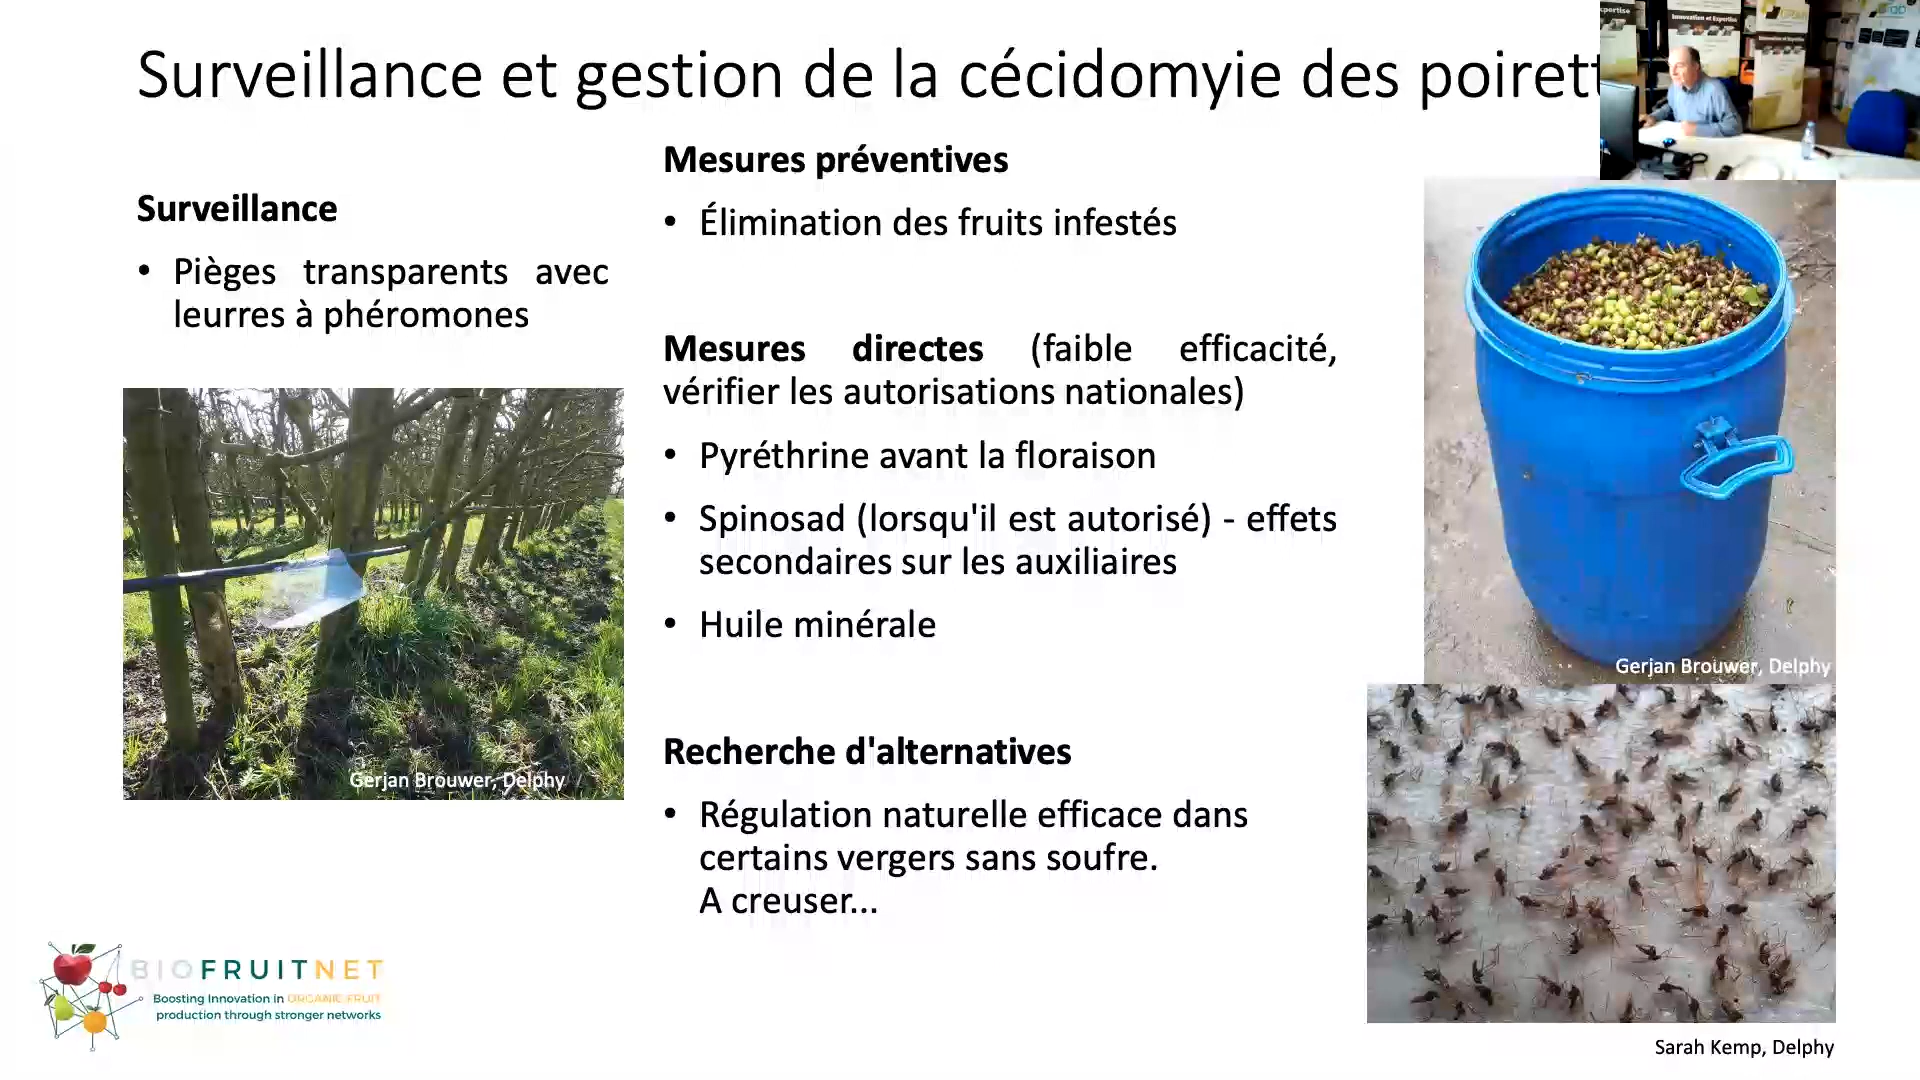 Surveillance et gestion de la cécidomyie des poirett
Surveillance
• Pièges transparents avec
leurres à phéromones
Gerjan Brouwer, Delphy
Mesures préventives
• Élimination des fruits infestés
Mesures directes (faible efficacité,
vérifier les autorisations nationales)
• Pyréthrine avant la floraison
• Spinosad (lorsqu'il est autorisé) - effets
secondaires sur les auxiliaires
• Huile minérale
Recherche d'alternatives
• Régulation naturelle efficace dans
certains vergers sans soufre.
A creuser...
Innovation et Expertise
Gerjan Brouwer, Delphy
Sarah Kemp, Delphy
BIOFRUITNET
Boosting Innovation in ORGANIC FRUIT
production through stronger networks